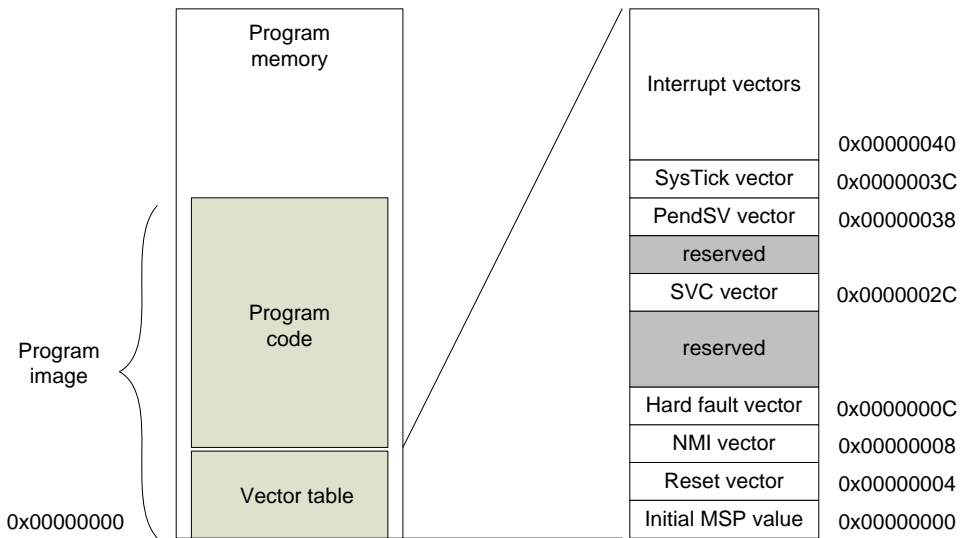 Program
memory
Program
code
Program
image
Vector table
0x00000000
Interrupt vectors
0x00000040
SysTick vector
0x0000003C
PendSV vector
0x00000038
reserved
SVC vector
0x0000002C
reserved
Hard fault vector
0x0000000C
NMI vector
0x00000008
Reset vector
0x00000004
Initial MSP value
0x00000000